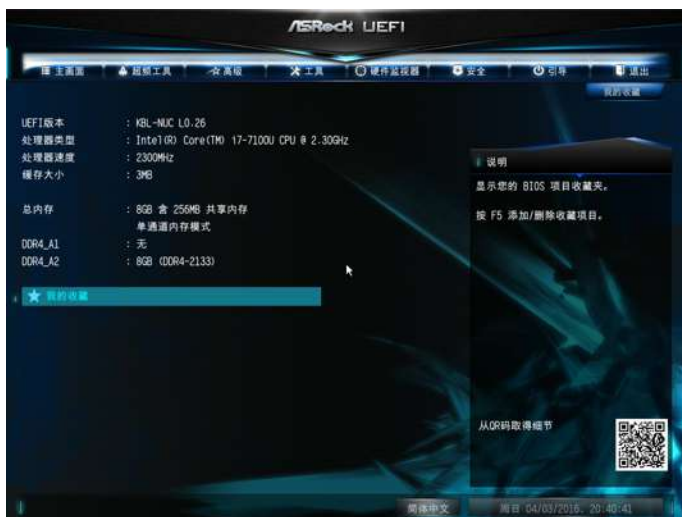 ASRock UEFI
主画面 超频工具 高级 工具 硬件监视器 安全 引导 退出
我的收藏
UEFI版本 : KBL-NUC L0.26
处理器类型 : Intel(R) Core(TM) i7-7100U CPU @ 2.30GHz
处理器速度 : 2300MHz
缓存大小 : 3MB
总内存 : 8GB 含 256MB 共享内存
单通道内存模式
DDR4_A1 : 无
DDR4_A2 : 8GB (DDR4-2133)
我的收藏
说明
显示您的 BIOS 项目收藏夹。
按 F5 添加/删除收藏项目。
从QR码取得细节
简体中文
周日 04/03/2016, 20:40:41